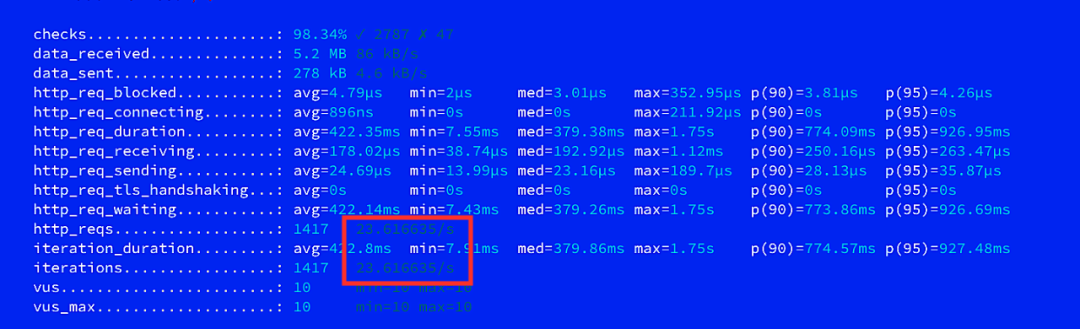 checks.........................: 98.34% / 2787 ✗ 47
data_received..................: 5.2 MB 86 kB/s
data_sent......................: 278 kB 4.6 kB/s
http_req_blocked...............: avg=4.79µs min=2µs med=3.01µs max=352.95µs p(90)=3.81µs p(95)=4.26µs
http_req_connecting............: avg=896ns min=0s med=0s max=211.92µs p(90)=0s p(95)=0s
http_req_duration..............: avg=422.35ms min=7.55ms med=379.38ms max=1.75s p(90)=774.09ms p(95)=926.95ms
http_req_receiving.............: avg=178.02µs min=38.74µs med=192.92µs max=1.12ms p(90)=250.16µs p(95)=263.47µs
http_req_sending...............: avg=24.69µs min=13.99µs med=23.16µs max=189.7µs p(90)=28.13µs p(95)=35.87µs
http_req_tls_handshaking...: avg=0s min=0s med=0s max=0s p(90)=0s p(95)=0s
http_req_waiting...............: avg=422.14ms min=7.43ms med=379.26ms max=1.75s p(90)=773.86ms p(95)=926.69ms
http_reqs......................: 1417 23.616635/s
iteration_duration.............: avg=422.8ms min=7.91ms med=379.86ms max=1.75s p(90)=774.57ms p(95)=927.48ms
iterations.....................: 1417 23.616635/s
vus............................: 10 min=10 max=10
vus_max........................: 10 min=10 max=10